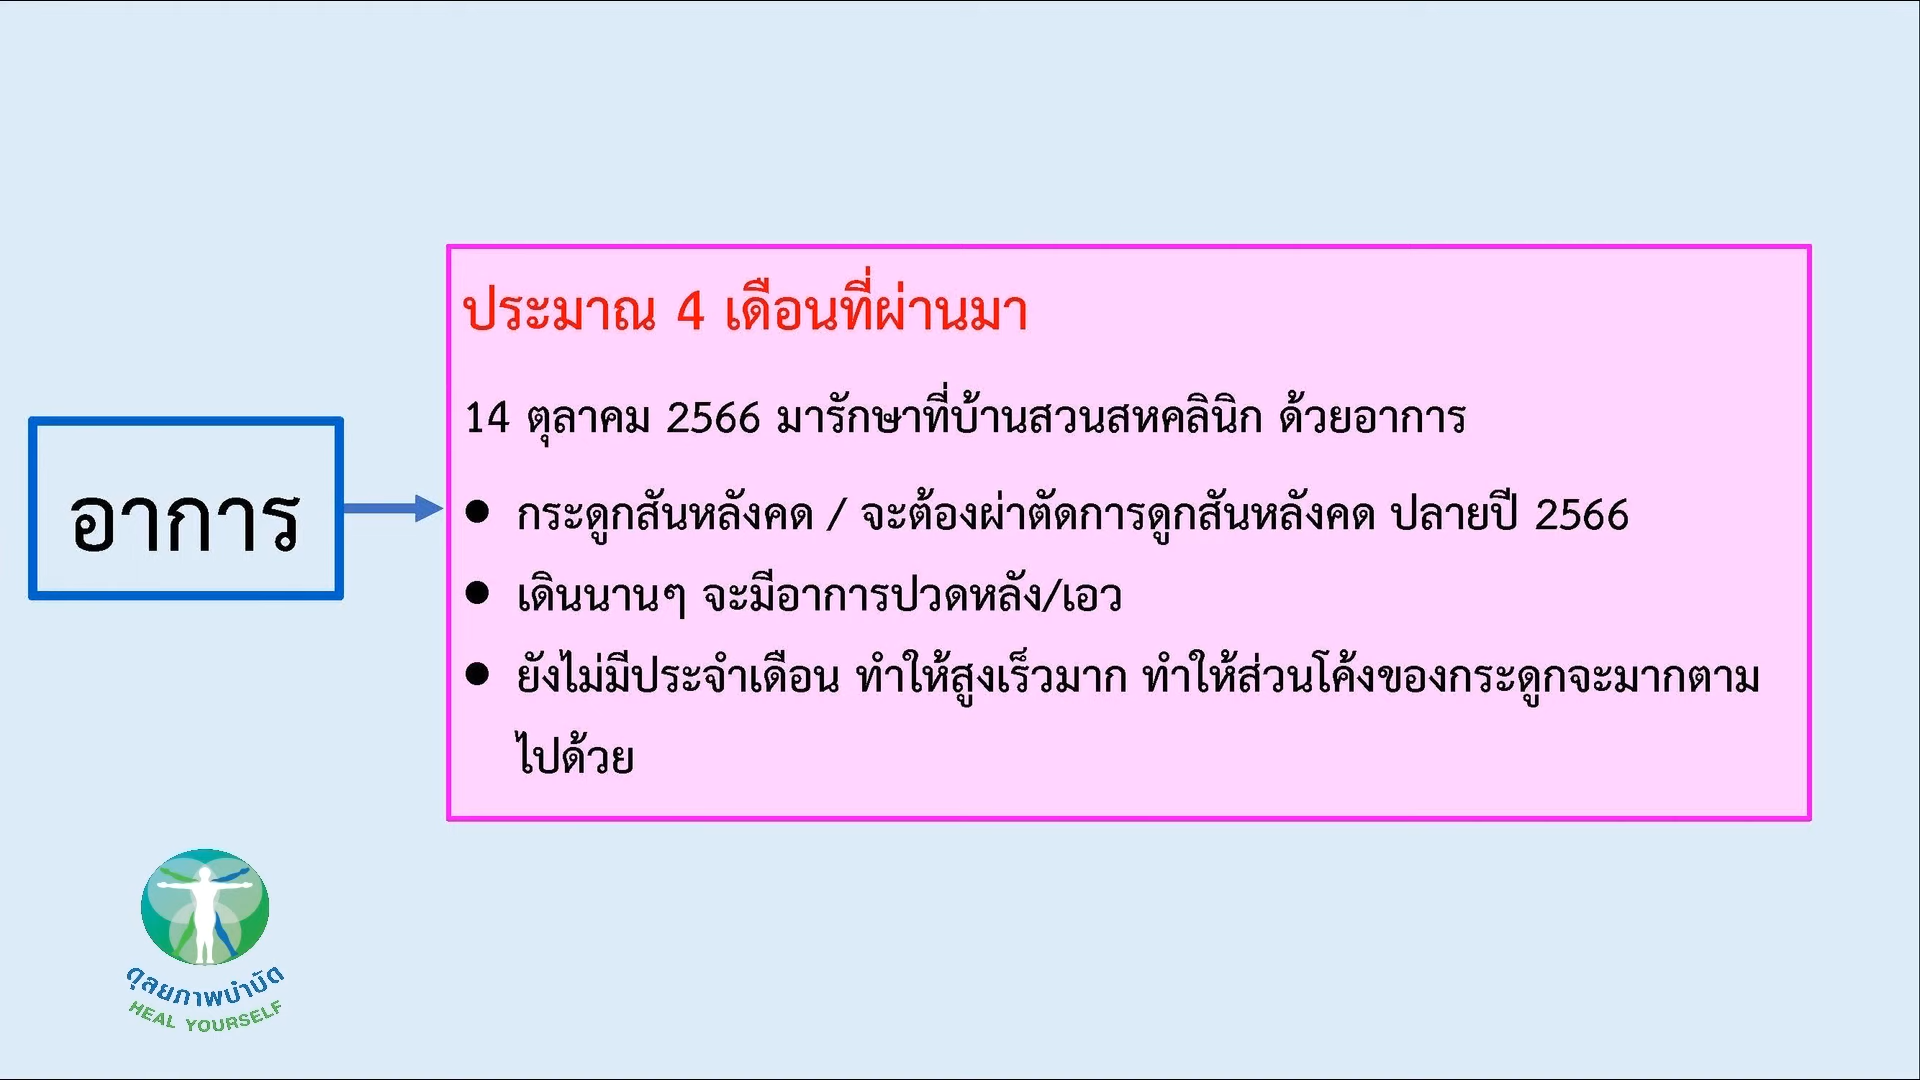 ประมาณ 4 เดือนที่ผ่านมา
14 ตุลาคม 2566 มารักษาที่บ้านสวนสหคลินิก ด้วยอาการ
อาการ
● กระดูกสันหลังคด / จะต้องผ่าตัดการดูกสันหลังคด ปลายปี 2566
● เดินนานๆ จะมีอาการปวดหลัง/เอว
● ยังไม่มีประจำเดือน ทำให้สูงเร็วมาก ทำให้ส่วนโค้งของกระดูกจะมากตาม
ไปด้วย
ดุลยภาพบำบัด
HEAL YOURSELF